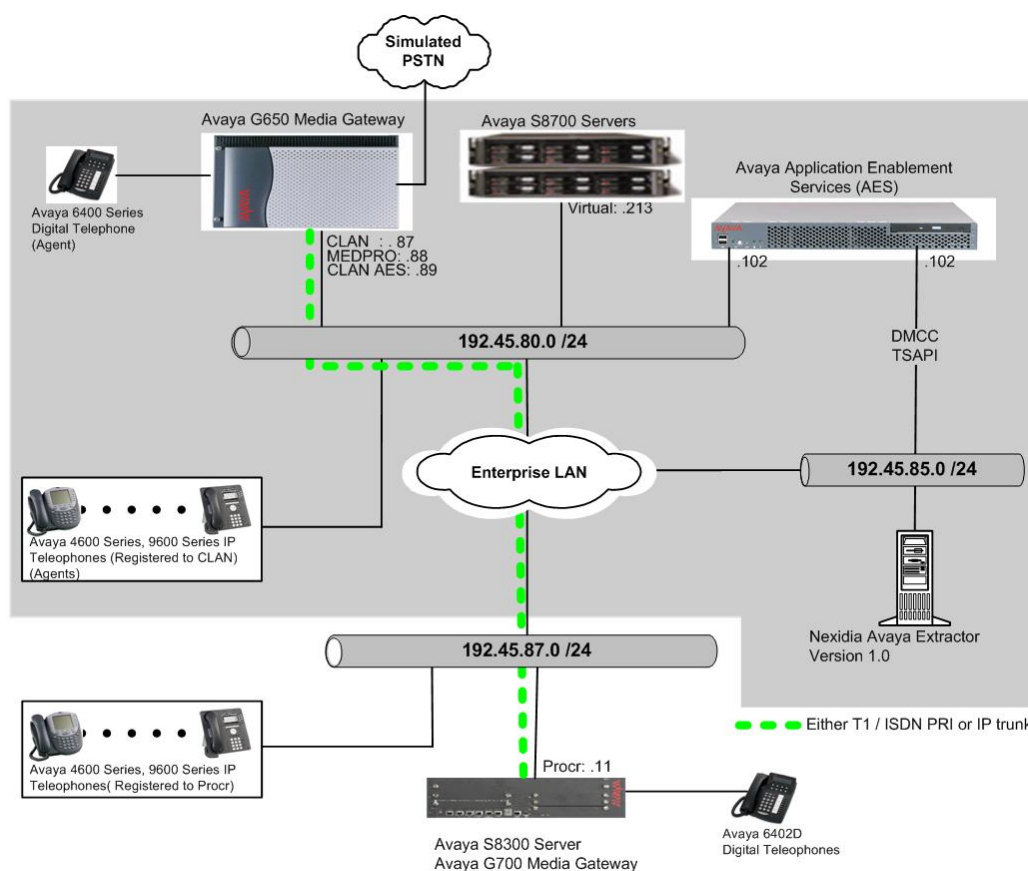 Simulated
PSTN
Avaya G650 Media Gateway
Avaya S8700 Servers
Avaya Application Enablement
Services (AES)
Avaya 6400 Series
Digital Telephone
(Agent)
Virtual: .213
AVAYA
CLAN : . 87
MEDPRO: .88
CLAN AES: .89
.102
.102
192.45.80.0 /24
DMCC
TSAPI
Enterprise LAN
192.45.85.0 /24
Avaya 4600 Series, 9600 Series IP
Teleophones (Registered to CLAN)
(Agents)
Nexidia Avaya Extractor
Version 1.0
192.45.87.0 /24
Either T1 / ISDN PRI or IP trunk
Avaya 4600 Series, 9600 Series IP
Teleophones( Registered to Procr)
Procr: .11
Avaya S8300 Server
Avaya G700 Media Gateway
Avaya 6402D
Digital Teleophones